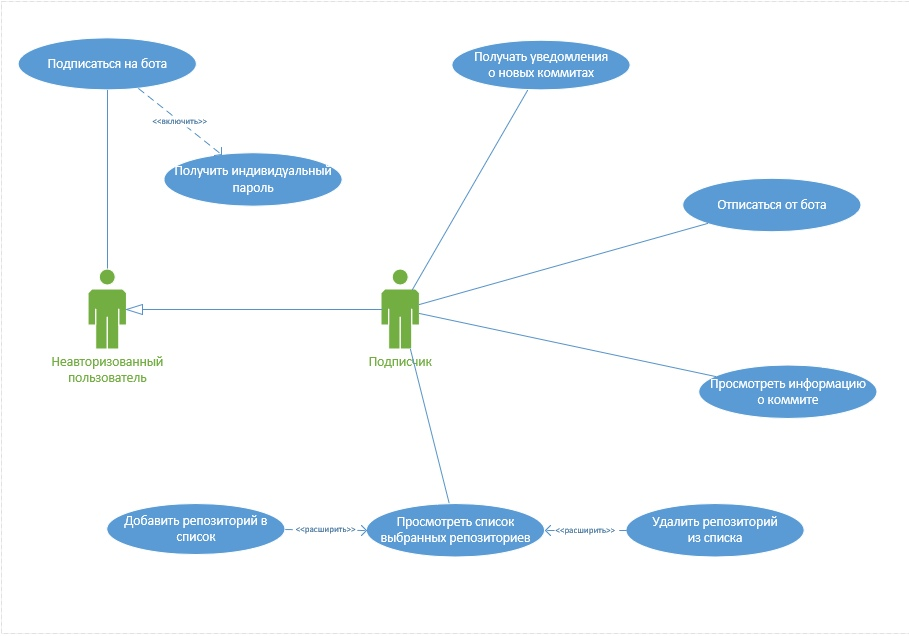 Подписаться на бота
Получать уведомления
о новых коммитах
<<включить>>
Получить индивидуальный
пароль
Отписаться от бота
Неавторизованный
пользователь
Подписчик
Просмотреть информацию
о коммите
Добавить репозиторий в
список
<<расширить>>
Просмотреть список
выбранных репозиториев
<<расширить>>
Удалить репозиторий
из списка